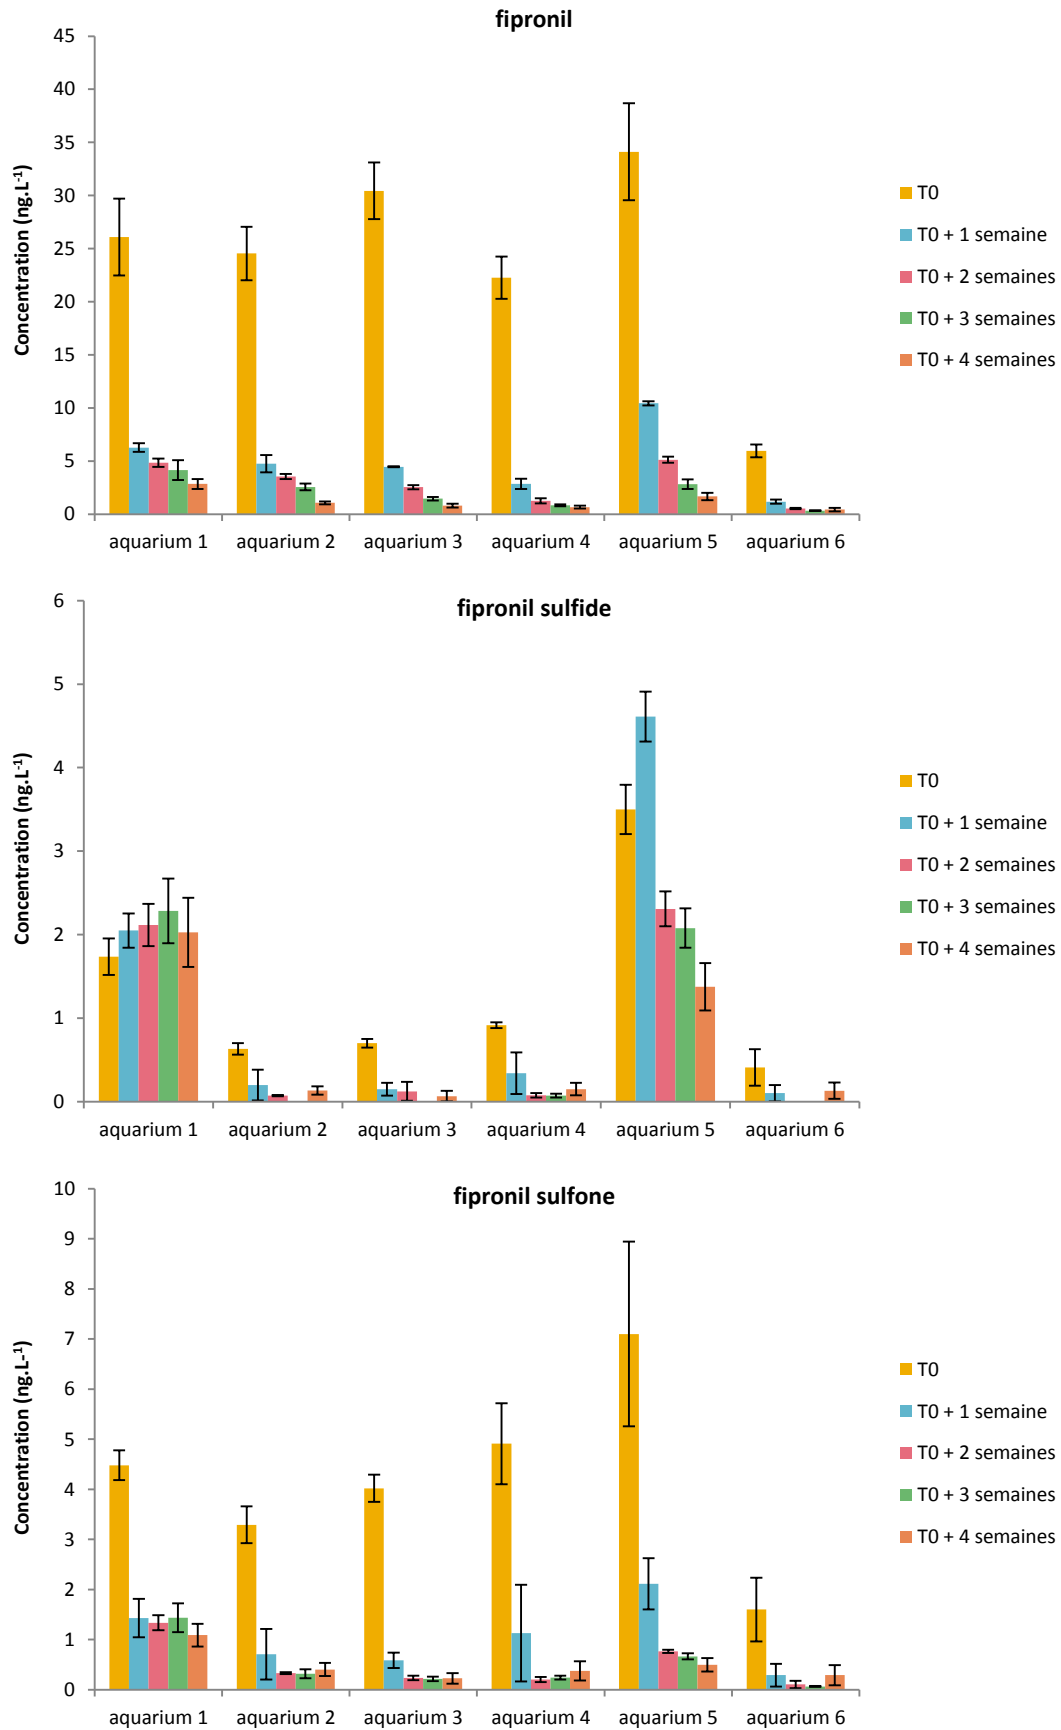 fipronil
Concentration (ng.L-1)
45
40
35
30
25
20
15
10
5
0
aquarium 1 aquarium 2 aquarium 3 aquarium 4 aquarium 5 aquarium 6
T0
T0 + 1 semaine
T0 + 2 semaines
T0 + 3 semaines
T0 + 4 semaines
fipronil sulfide
Concentration (ng.L-1)
6
5
4
3
2
1
0
aquarium 1 aquarium 2 aquarium 3 aquarium 4 aquarium 5 aquarium 6
T0
T0 + 1 semaine
T0 + 2 semaines
T0 + 3 semaines
T0 + 4 semaines
fipronil sulfone
Concentration (ng.L-1)
10
9
8
7
6
5
4
3
2
1
0
aquarium 1 aquarium 2 aquarium 3 aquarium 4 aquarium 5 aquarium 6
T0
T0 + 1 semaine
T0 + 2 semaines
T0 + 3 semaines
T0 + 4 semaines